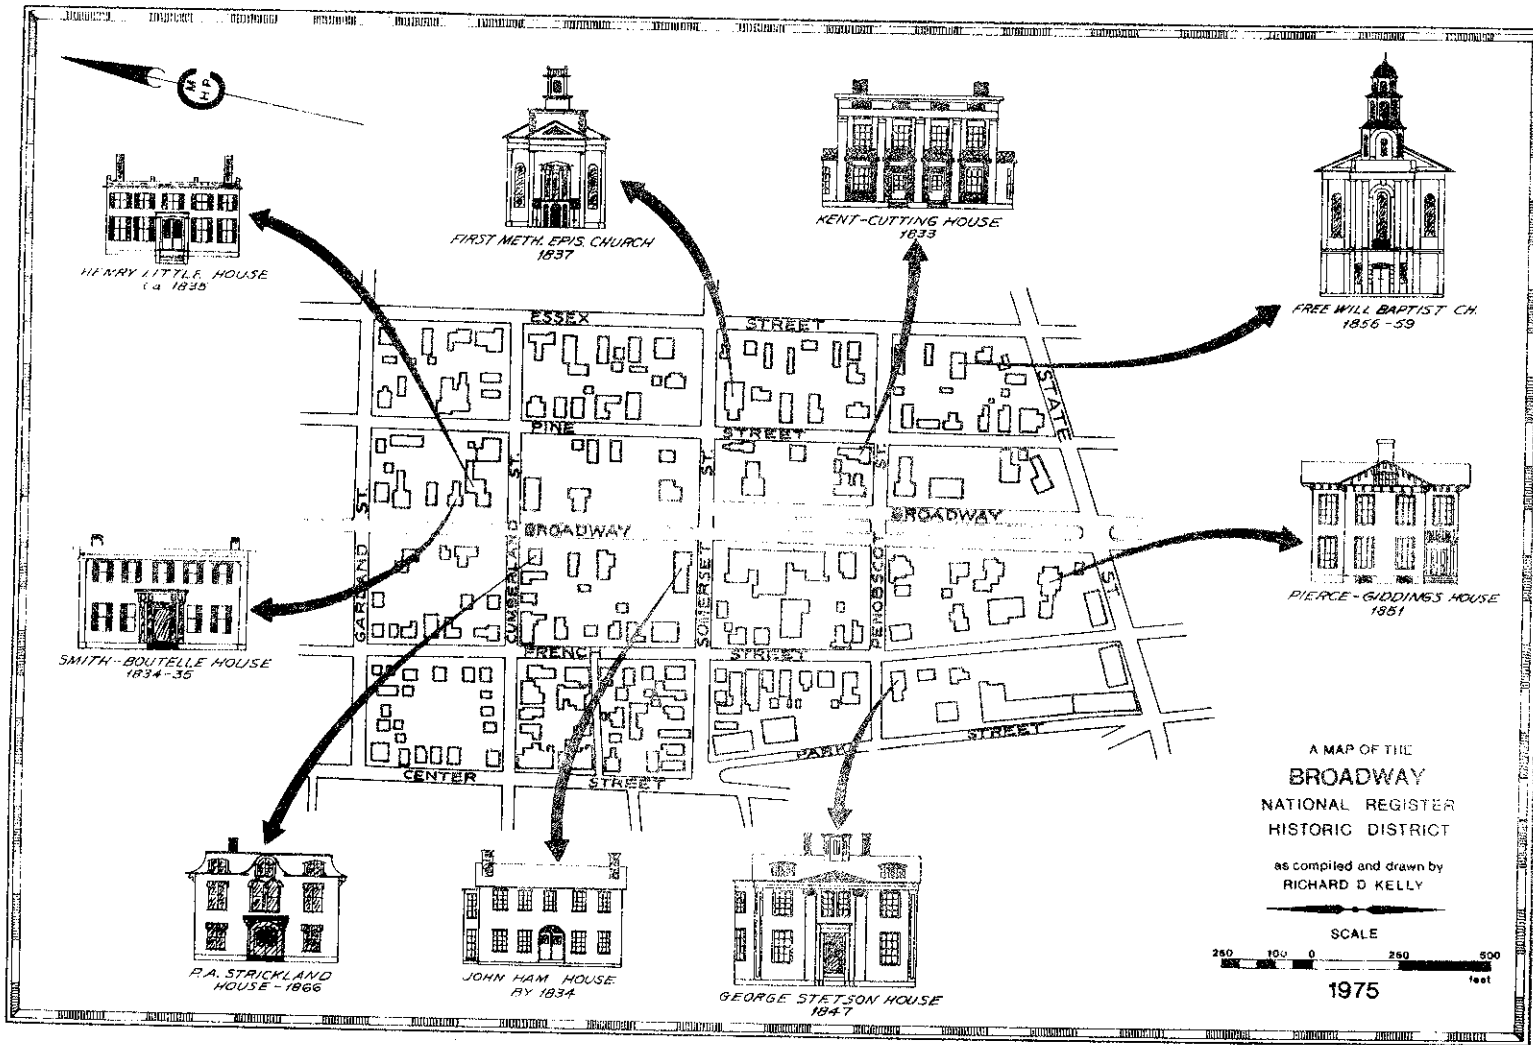 M
H P
FIRST METH. EPIS. CHURCH
1837
KENT-CUTTING HOUSE
1833
FREE WILL BAPTIST CH.
1856-59
HENRY LITTLE HOUSE
ca 1835
SMITH-BOUTELLE HOUSE
1834-35
PIERCE-GIDDINGS HOUSE
1851
P.A. STRICKLAND
HOUSE-1866
JOHN HAM HOUSE
BY 1834
GEORGE STETSON HOUSE
1847
ESSEX STREET
PINE STREET
BROADWAY
BROADWAY
FRENCH STREET
CENTER STREET
PARK STREET
GARLAND ST.
CUMBERLAND ST.
SOMERSET ST.
PENOBSCOT ST.
STATE ST.
A MAP OF THE
BROADWAY
NATIONAL REGISTER
HISTORIC DISTRICT
as compiled and drawn by
RICHARD D KELLY
SCALE
250 100 0 250 500
feet
1975